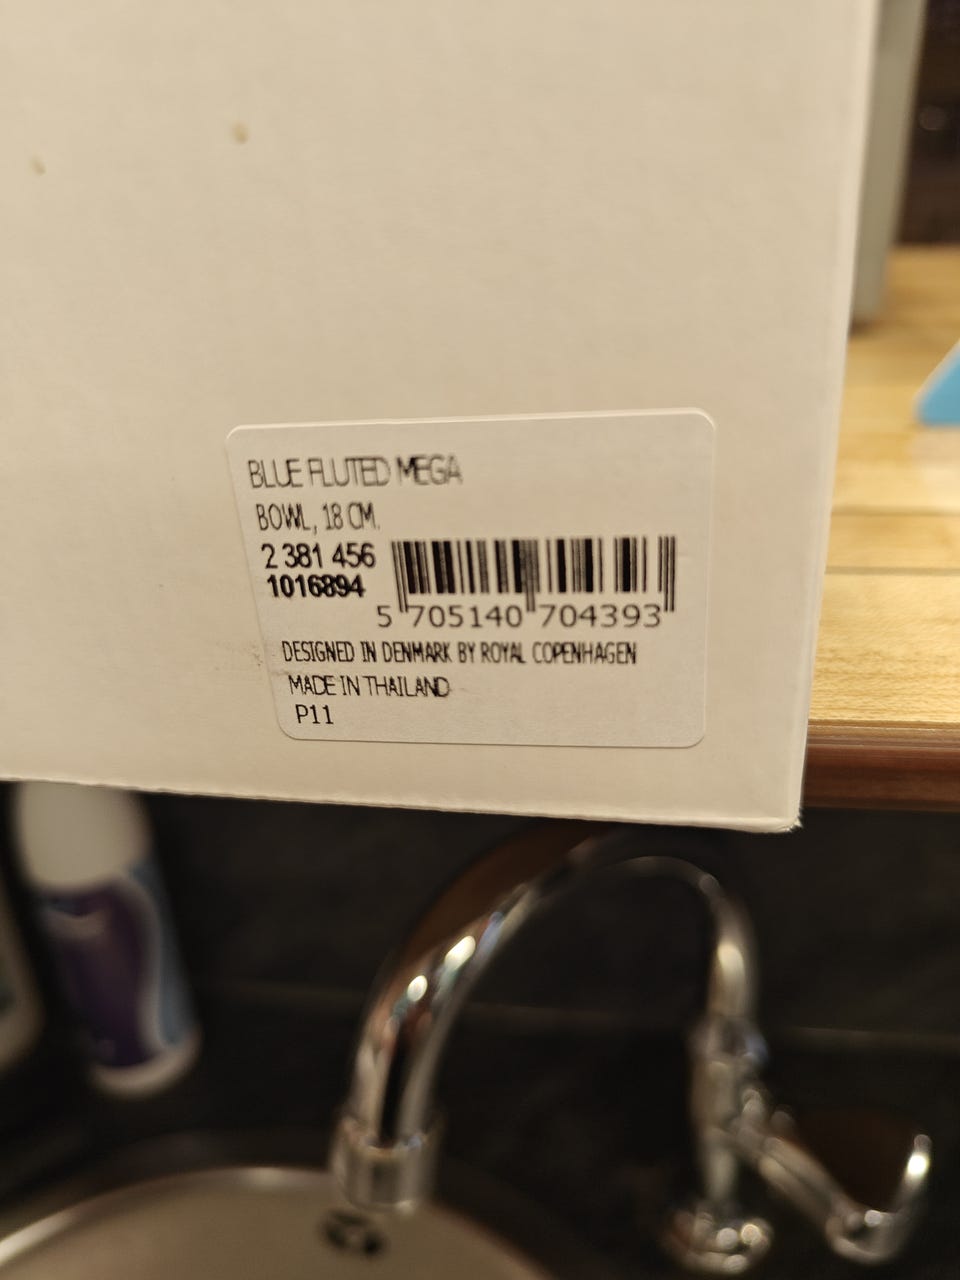 BLUE FLUTED MEGA
BOWL, 18 CM.
2 381 456
1016894
5 705140 704393
DESIGNED IN DENMARK BY ROYAL COPENHAGEN
MADE IN THAILAND
P11